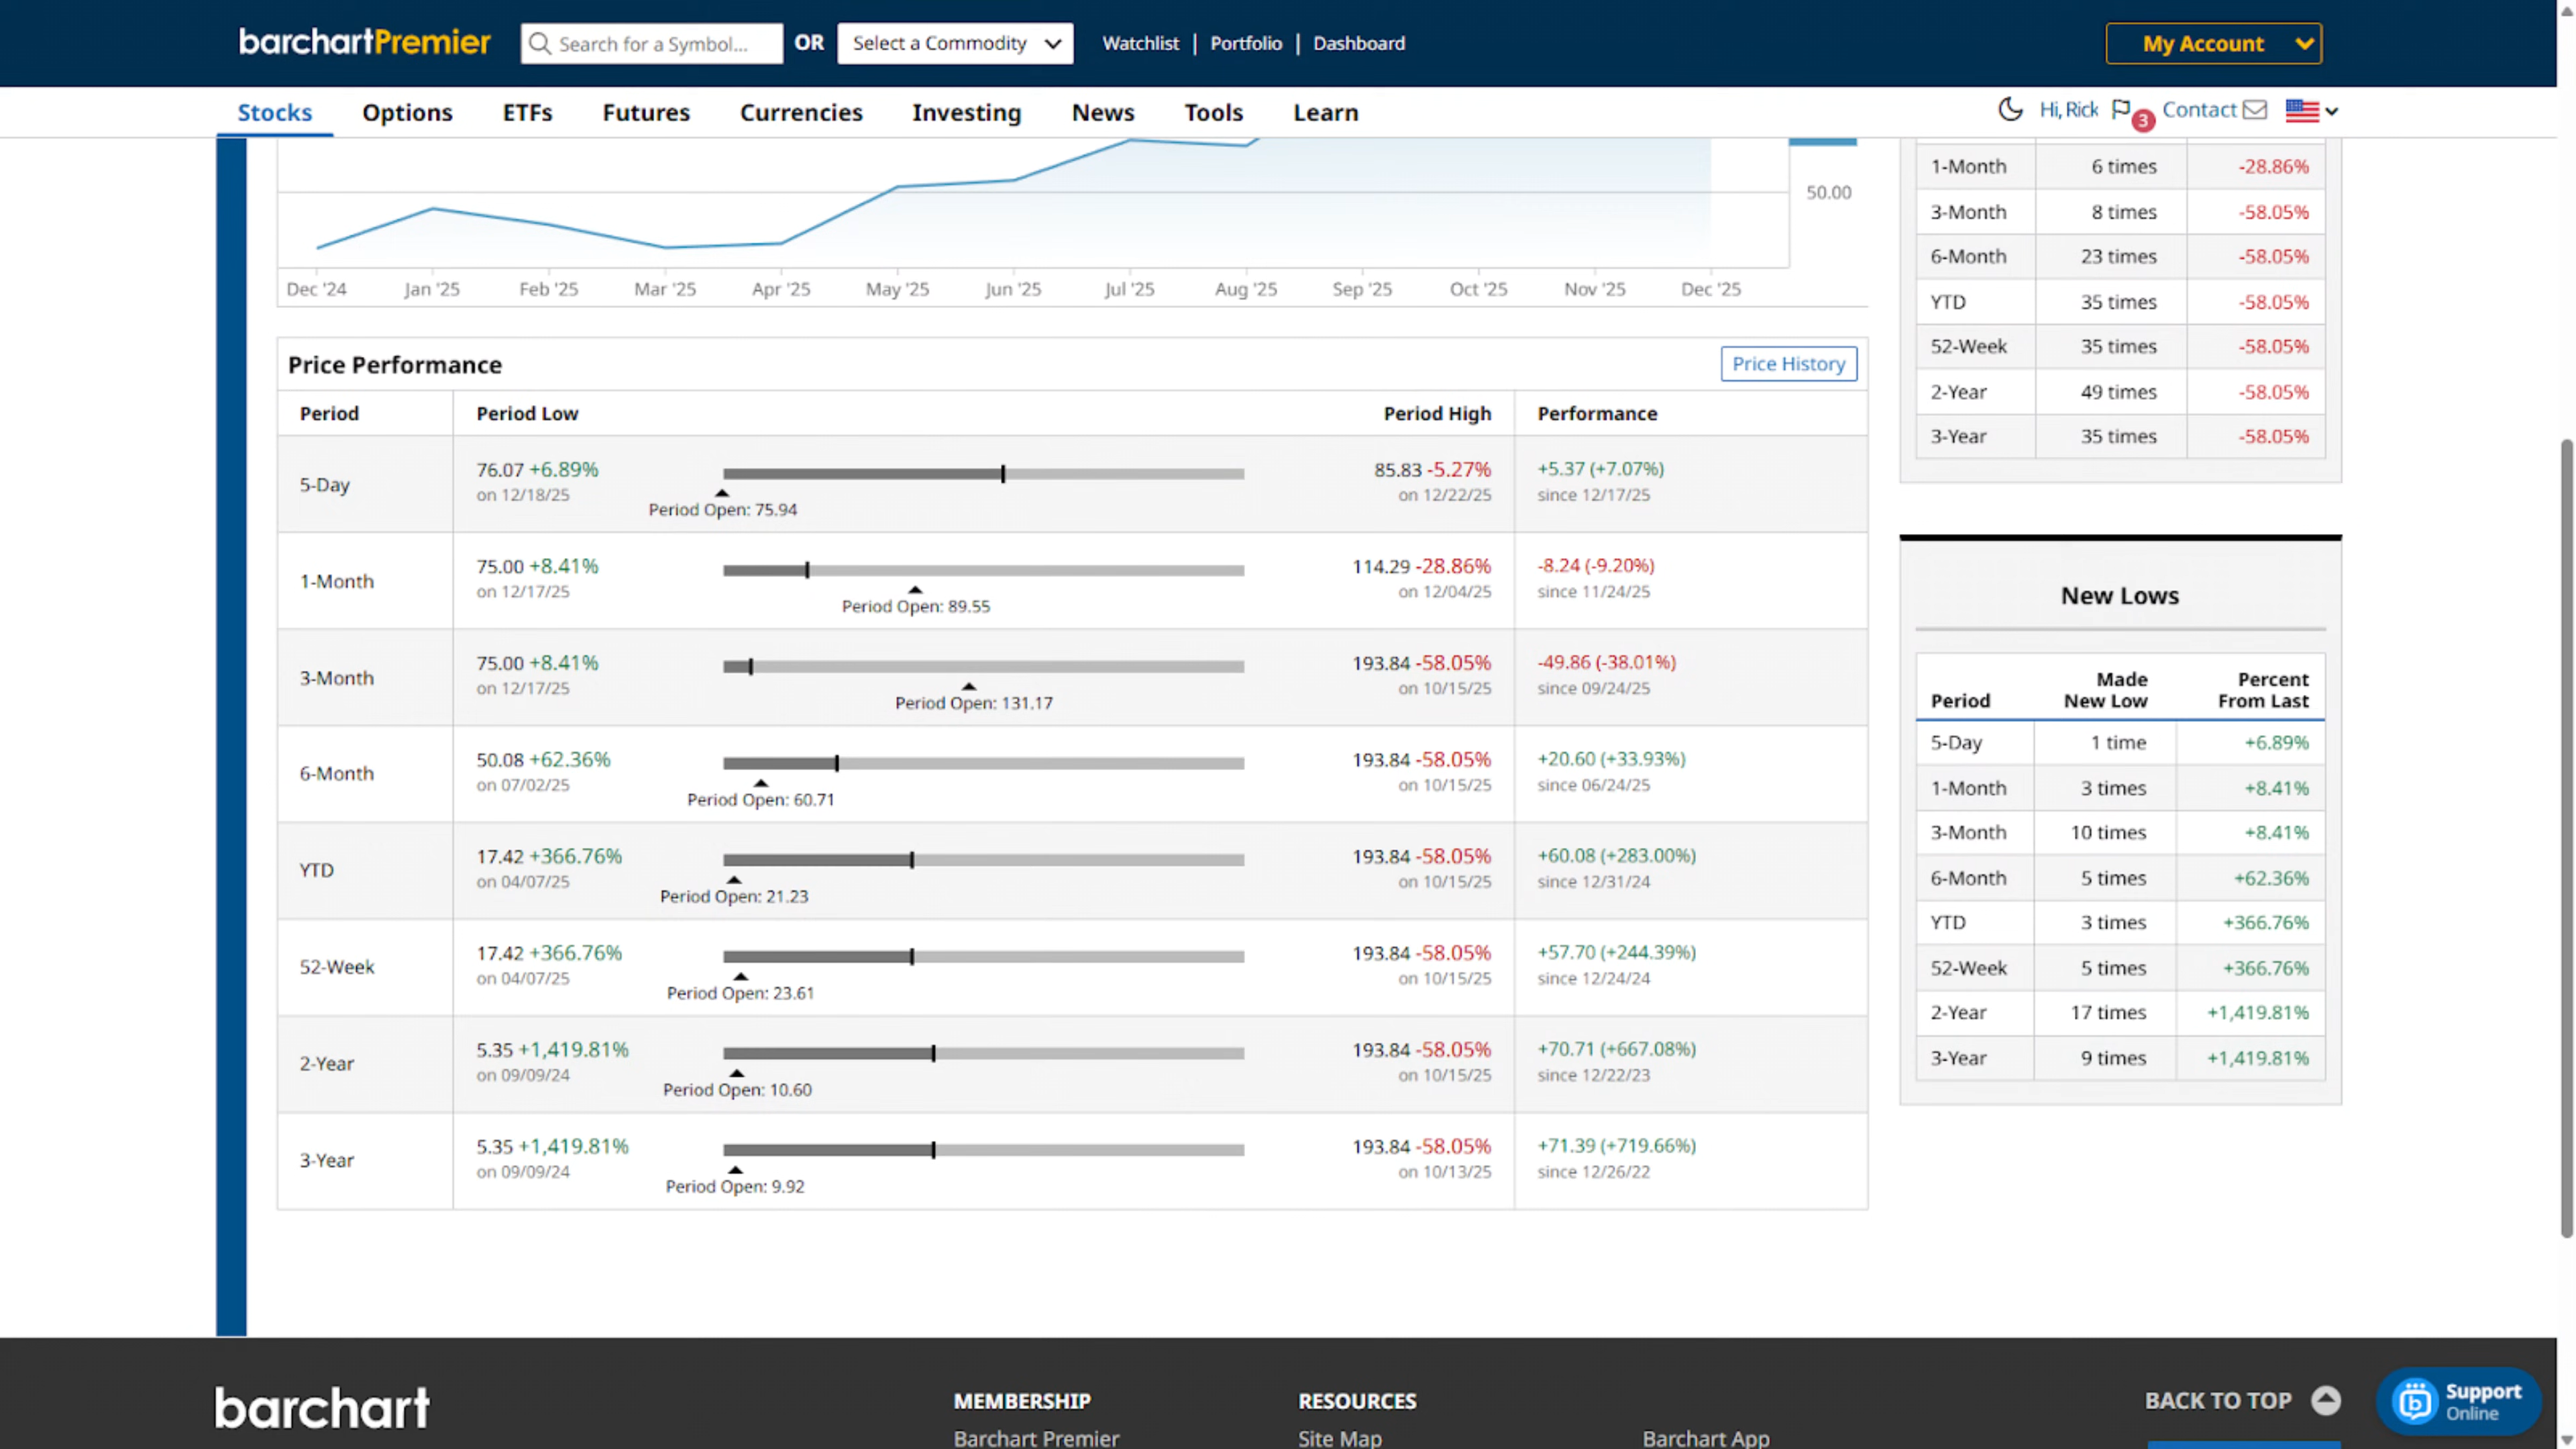 barchartPremier
Search for a Symbol...
OR
Select a Commodity
Watchlist | Portfolio | Dashboard
My Account
Stocks Options ETFs Futures Currencies Investing News Tools Learn
Hi, Rick
3
Contact
50.00
Dec '24 Jan '25 Feb '25 Mar '25 Apr '25 May '25 Jun '25 Jul '25 Aug '25 Sep '25 Oct '25 Nov '25 Dec '25
1-Month 6 times -28.86%
3-Month 8 times -58.05%
6-Month 23 times -58.05%
YTD 35 times -58.05%
52-Week 35 times -58.05%
2-Year 49 times -58.05%
3-Year 35 times -58.05%
Price Performance
Price History
Period Period Low Period High Performance
5-Day
76.07 +6.89% 85.83 -5.27% +5.37 (+7.07%)
on 12/18/25 on 12/22/25 since 12/17/25
Period Open: 75.94
1-Month
75.00 +8.41% 114.29 -28.86% -8.24 (-9.20%)
on 12/17/25 on 12/04/25 since 11/24/25
Period Open: 89.55
3-Month
75.00 +8.41% 193.84 -58.05% -49.86 (-38.01%)
on 12/17/25 on 10/15/25 since 09/24/25
Period Open: 131.17
6-Month
50.08 +62.36% 193.84 -58.05% +20.60 (+33.93%)
on 07/02/25 on 10/15/25 since 06/24/25
Period Open: 60.71
YTD
17.42 +366.76% 193.84 -58.05% +60.08 (+283.00%)
on 04/07/25 on 10/15/25 since 12/31/24
Period Open: 21.23
52-Week
17.42 +366.76% 193.84 -58.05% +57.70 (+244.39%)
on 04/07/25 on 10/15/25 since 12/24/24
Period Open: 23.61
2-Year
5.35 +1,419.81% 193.84 -58.05% +70.71 (+667.08%)
on 09/09/24 on 10/15/25 since 12/22/23
Period Open: 10.60
3-Year
5.35 +1,419.81% 193.84 -58.05% +71.39 (+719.66%)
on 09/09/24 on 10/13/25 since 12/26/22
Period Open: 9.92
New Lows
Period Made New Low Percent From Last
5-Day 1 time +6.89%
1-Month 3 times +8.41%
3-Month 10 times +8.41%
6-Month 5 times +62.36%
YTD 3 times +366.76%
52-Week 5 times +366.76%
2-Year 17 times +1,419.81%
3-Year 9 times +1,419.81%
barchart
MEMBERSHIP
Barchart Premier
RESOURCES
Site Map
Barchart App
BACK TO TOP
Support
Online